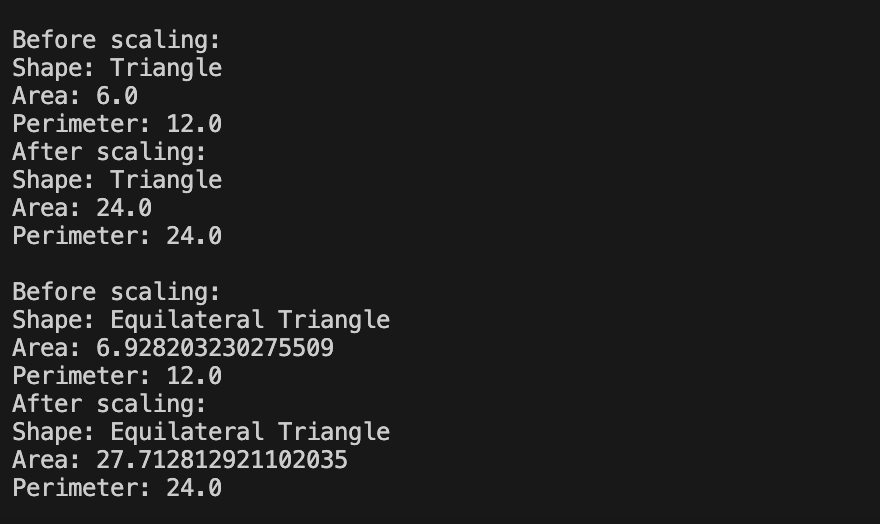 Before scaling:
Shape: Triangle
Area: 6.0
Perimeter: 12.0
After scaling:
Shape: Triangle
Area: 24.0
Perimeter: 24.0
Before scaling:
Shape: Equilateral Triangle
Area: 6.928203230275509
Perimeter: 12.0
After scaling:
Shape: Equilateral Triangle
Area: 27.712812921102035
Perimeter: 24.0